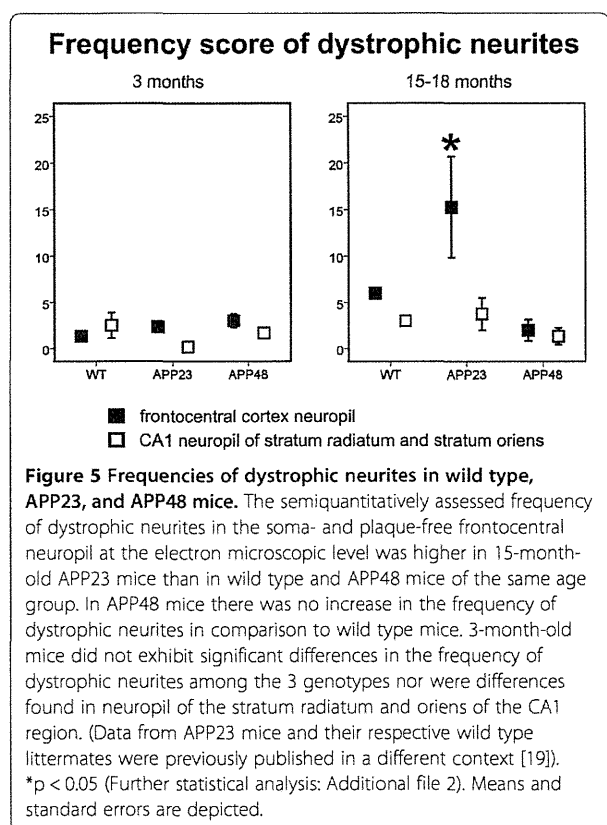 Frequency score of dystrophic neurites
3 months
15-18 months
25
20
15
10
5
0
WT
APP23
APP48
25
20
15
10
5
0
*
WT
APP23
APP48
frontocentral cortex neuropil
CA1 neuropil of stratum radiatum and stratum oriens
Figure 5 Frequencies of dystrophic neurites in wild type,
APP23, and APP48 mice. The semiquantitatively assessed frequency
of dystrophic neurites in the soma- and plaque-free frontocentral
neuropil at the electron microscopic level was higher in 15-month-
old APP23 mice than in wild type and APP48 mice of the same age
group. In APP48 mice there was no increase in the frequency of
dystrophic neurites in comparison to wild type mice. 3-month-old
mice did not exhibit significant differences in the frequency of
dystrophic neurites among the 3 genotypes nor were differences
found in neuropil of the stratum radiatum and oriens of the CA1
region. (Data from APP23 mice and their respective wild type
littermates were previously published in a different context [19]).
*p < 0.05 (Further statistical analysis: Additional file 2). Means and
standard errors are depicted.